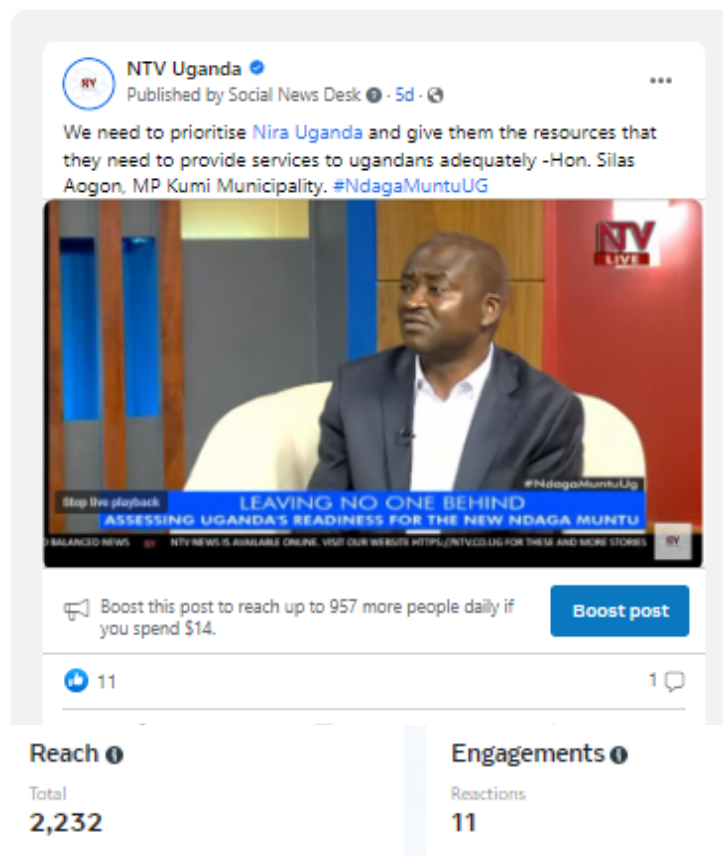 NTV Uganda
Published by Social News Desk · 5d ·
We need to prioritise Nira Uganda and give them the resources that
they need to provide services to ugandans adequately -Hon. Silas
Aogon, MP Kumi Municipality. #NdagaMuntuUG
NTV
LIVE
#NdagaMuntuUg
Stop live playback
LEAVING NO ONE BEHIND
ASSESSING UGANDA'S READINESS FOR THE NEW NDAGA MUNTU
BALANCED NEWS NTV NEWS IS AVAILABLE ONLINE. VISIT OUR WEBSITE HTTPS://NTV.CO.UG FOR THESE AND MORE STORIES
Boost this post to reach up to 957 more people daily if
you spend $14.
Boost post
11
1
Reach
Total
2,232
Engagements
Reactions
11